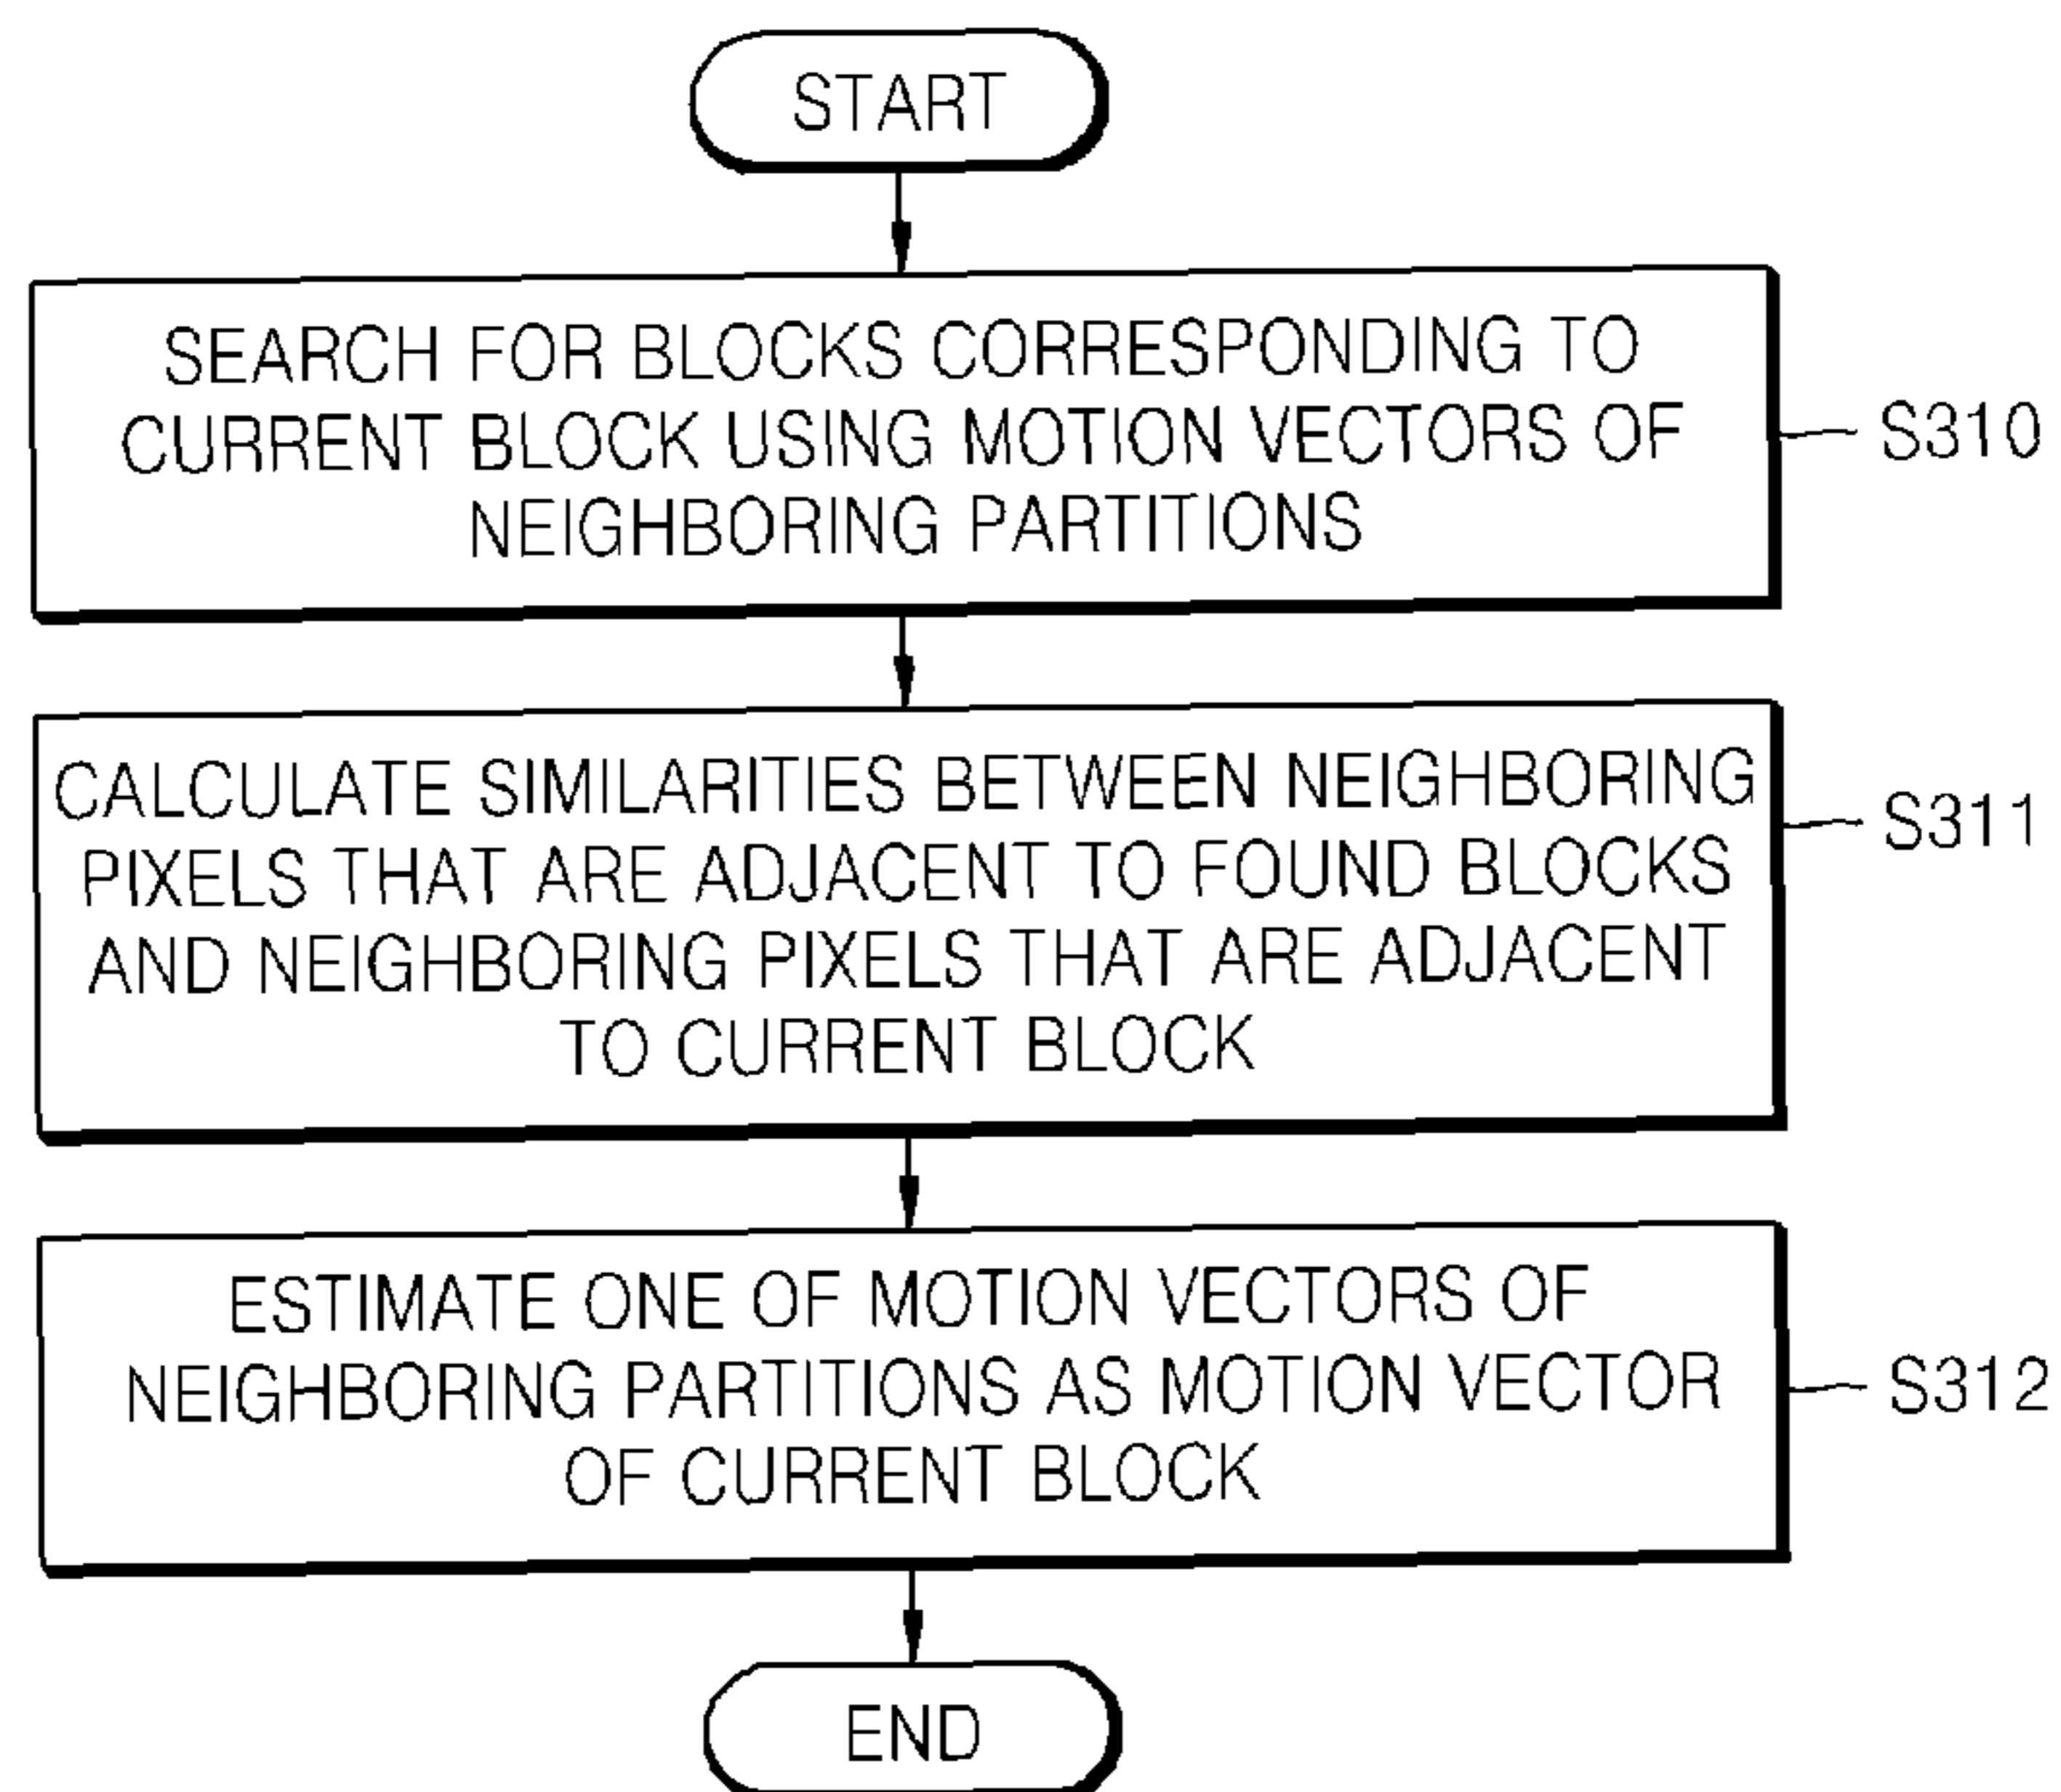 START
SEARCH FOR BLOCKS CORRESPONDING TO
CURRENT BLOCK USING MOTION VECTORS OF
NEIGHBORING PARTITIONS
S310
CALCULATE SIMILARITIES BETWEEN NEIGHBORING
PIXELS THAT ARE ADJACENT TO FOUND BLOCKS
AND NEIGHBORING PIXELS THAT ARE ADJACENT
TO CURRENT BLOCK
S311
ESTIMATE ONE OF MOTION VECTORS OF
NEIGHBORING PARTITIONS AS MOTION VECTOR
OF CURRENT BLOCK
S312
END